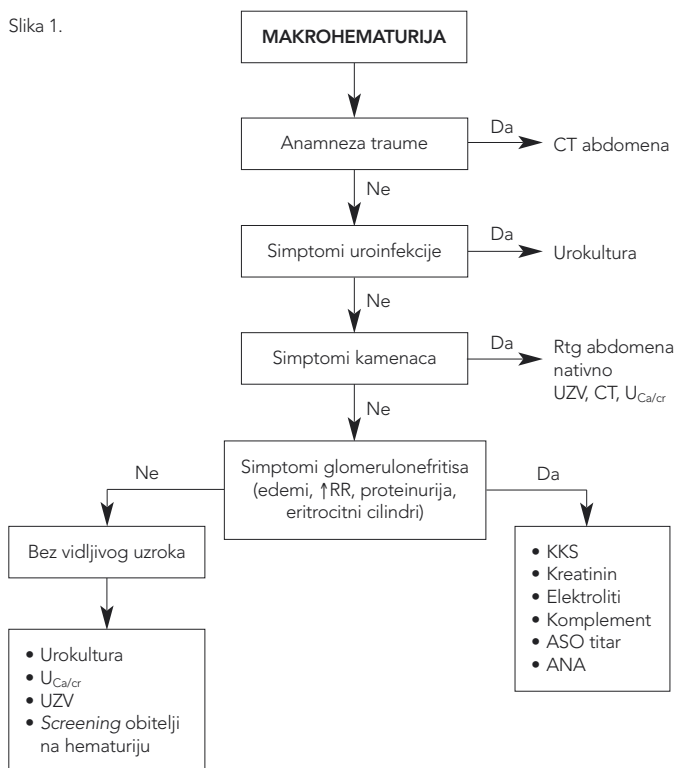 Slika 1.
MAKROHEMATURIJA
Anamneza traume
Da
CT abdomena
Ne
Simptomi uroinfekcije
Da
Urokultura
Ne
Simptomi kamenaca
Da
Rtg abdomena
nativno
UZV, CT, U_Ca/cr
Ne
Simptomi glomerulonefritisa
(edemi, ↑RR, proteinurija,
eritrocitni cilindri)
Ne
Da
Bez vidljivog uzroka
• Urokultura
• U_Ca/cr
• UZV
• Screening obitelji
na hematuriju
• KKS
• Kreatinin
• Elektroliti
• Komplement
• ASO titar
• ANA